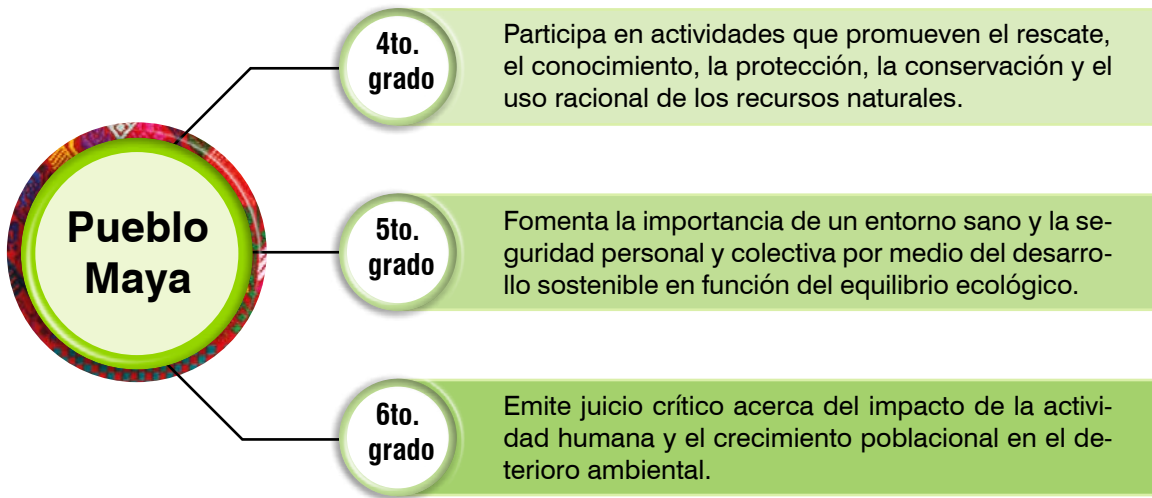 Pueblo
Maya
4to.
grado
Participa en actividades que promueven el rescate,
el conocimiento, la protección, la conservación y el
uso racional de los recursos naturales.
5to.
grado
Fomenta la importancia de un entorno sano y la se-
guridad personal y colectiva por medio del desarro-
llo sostenible en función del equilibrio ecológico.
6to.
grado
Emite juicio crítico acerca del impacto de la activi-
dad humana y el crecimiento poblacional en el de-
terioro ambiental.